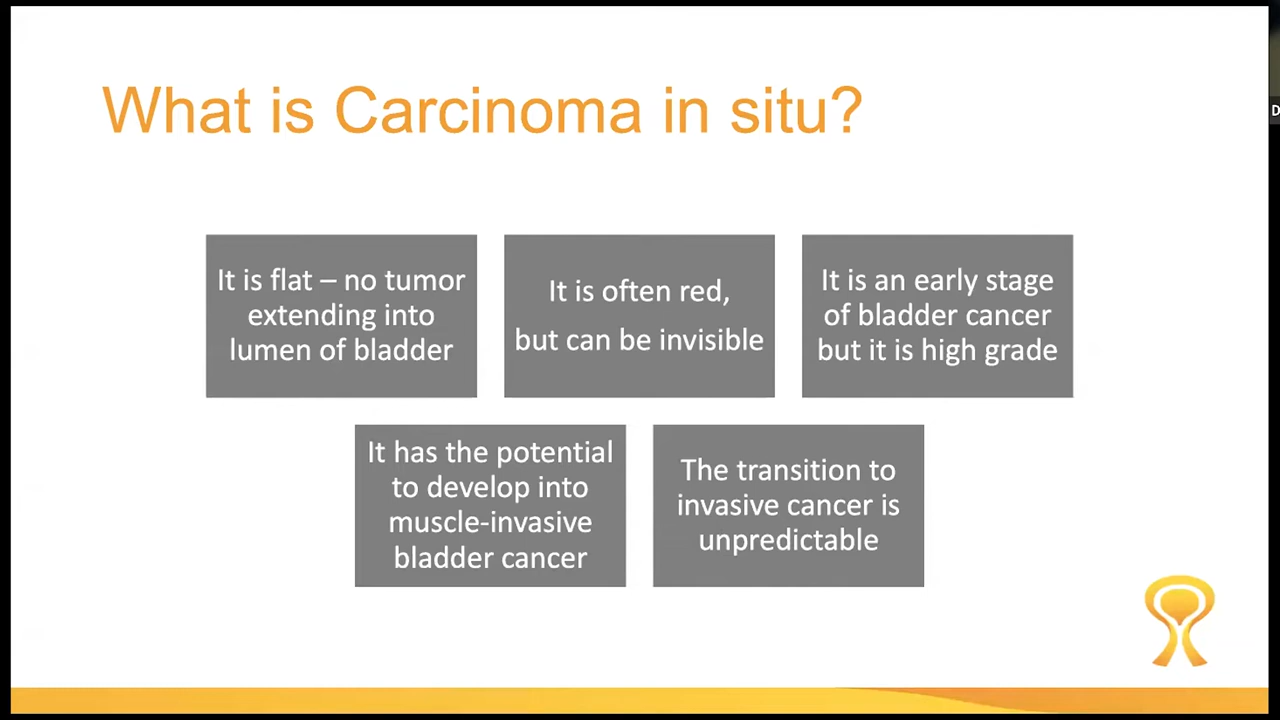 What is Carcinoma in situ?
It is flat – no tumor
extending into
lumen of bladder
It is often red,
but can be invisible
It is an early stage
of bladder cancer
but it is high grade
It has the potential
to develop into
muscle-invasive
bladder cancer
The transition to
invasive cancer is
unpredictable
D